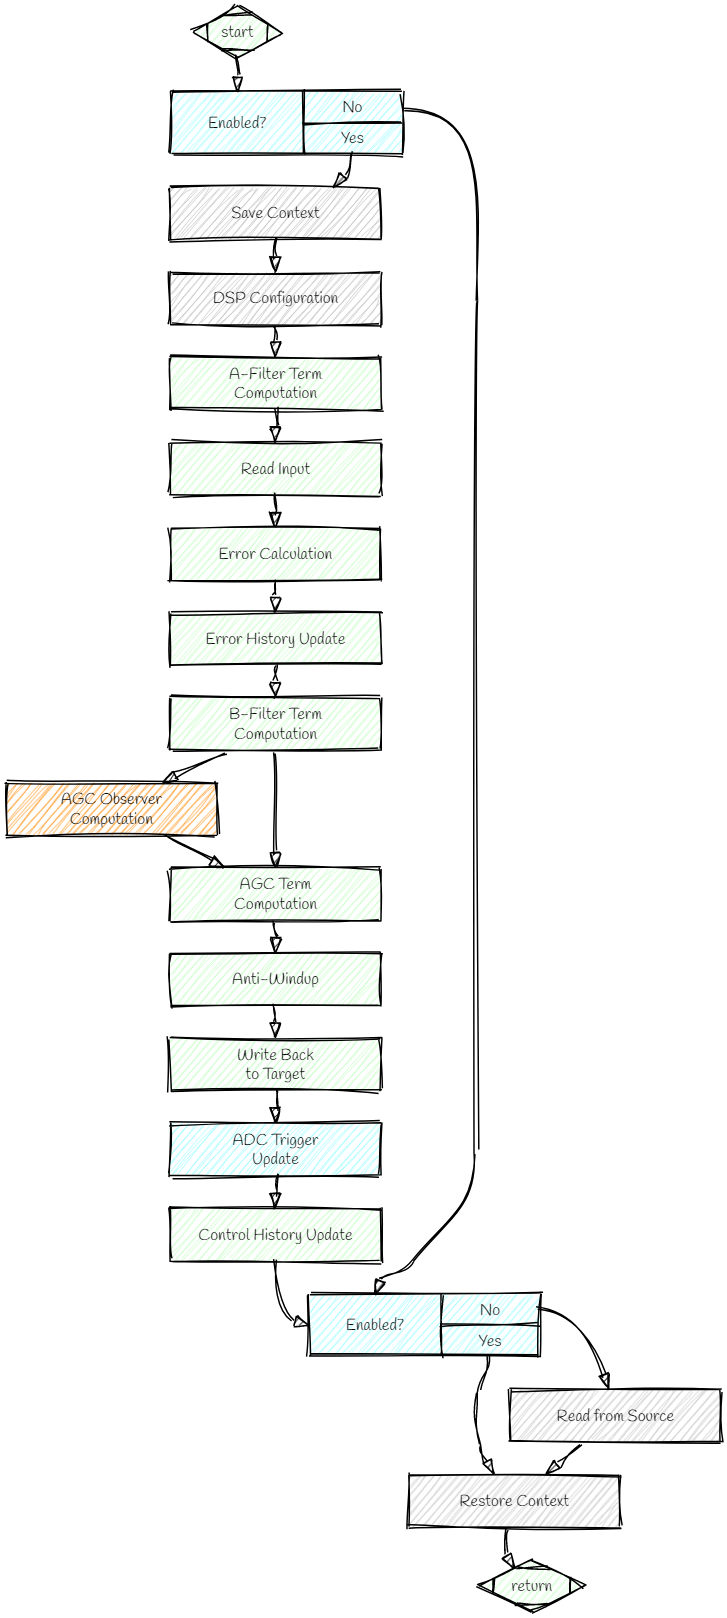 start
Enabled?
No
Yes
Save Context
DSP Configuration
A-Filter Term
Computation
Read Input
Error Calculation
Error History Update
B-Filter Term
Computation
AGC Observer
Computation
AGC Term
Computation
Anti-Windup
Write Back
to Target
ADC Trigger
Update
Control History Update
Enabled?
No
Yes
Read from Source
Restore Context
return